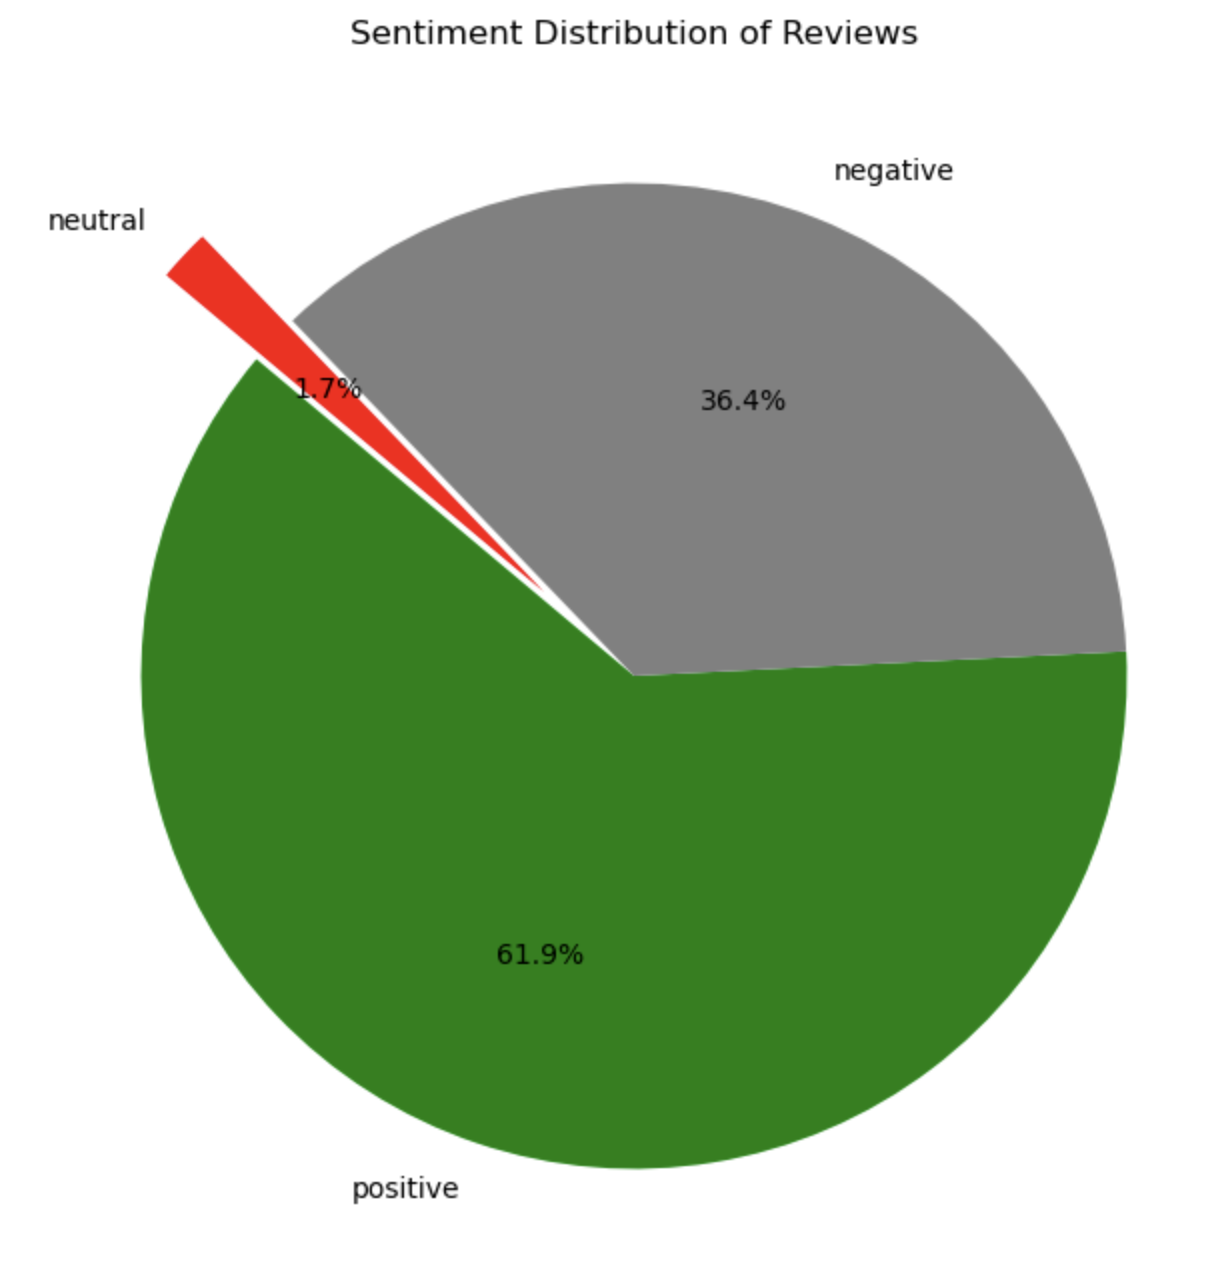 Sentiment Distribution of Reviews
negative
neutral
1.7%
36.4%
61.9%
positive